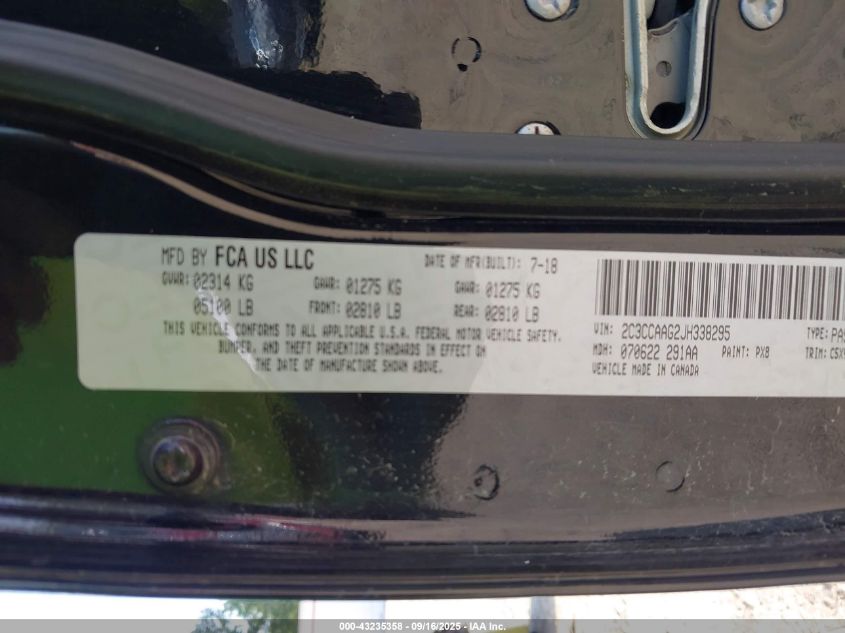 MFD BY FCA US LLC DATE OF MFR(BUILT): 7-18
GVWR: 02314 KG GAWR: 01275 KG GAWR: 01275 KG
05100 LB FRONT: 02810 LB REAR: 02810 LB
THIS VEHICLE CONFORMS TO ALL APPLICABLE U.S.A. FEDERAL MOTOR VEHICLE SAFETY,
BUMPER, AND THEFT PREVENTION STANDARDS IN EFFECT ON
THE DATE OF MANUFACTURE SHOWN ABOVE.
VIN: 2C3CCAAG2JH338295 TYPE:
MDH: 070622 291AA PAINT: PX8 TRIM:
VEHICLE MADE IN CANADA
000-43235358 - 09/16/2025 - IAA Inc.